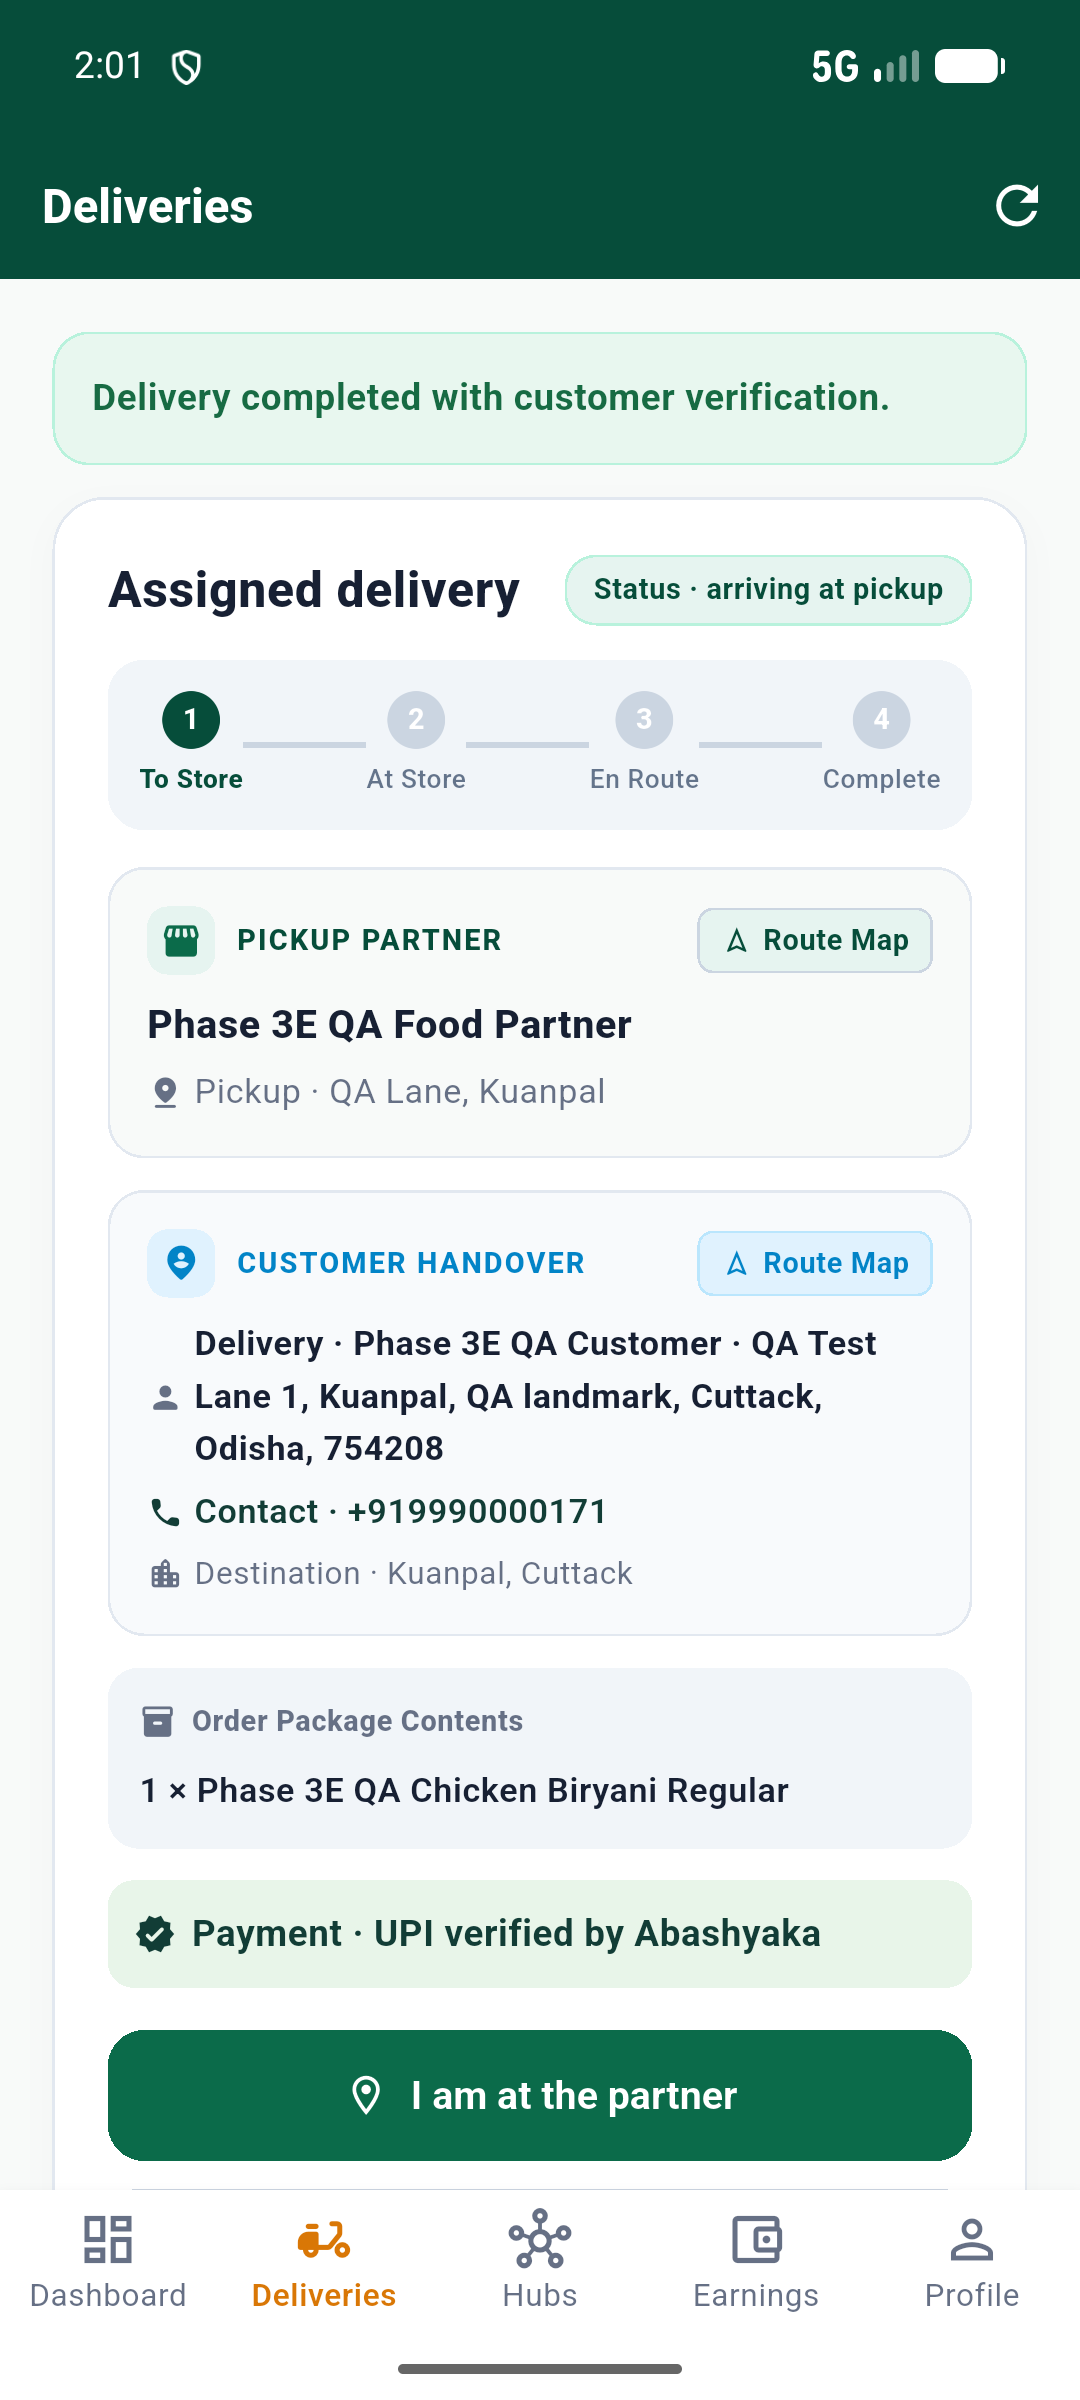 2:01
5G
Deliveries
Delivery completed with customer verification.
Assigned delivery
Status · arriving at pickup
1
2
3
4
To Store
At Store
En Route
Complete
PICKUP PARTNER
Route Map
Phase 3E QA Food Partner
Pickup · QA Lane, Kuanpal
CUSTOMER HANDOVER
Route Map
Delivery · Phase 3E QA Customer · QA Test
Lane 1, Kuanpal, QA landmark, Cuttack,
Odisha, 754208
Contact · +919990000171
Destination · Kuanpal, Cuttack
Order Package Contents
1 × Phase 3E QA Chicken Biryani Regular
Payment · UPI verified by Abashyaka
I am at the partner
Dashboard
Deliveries
Hubs
Earnings
Profile